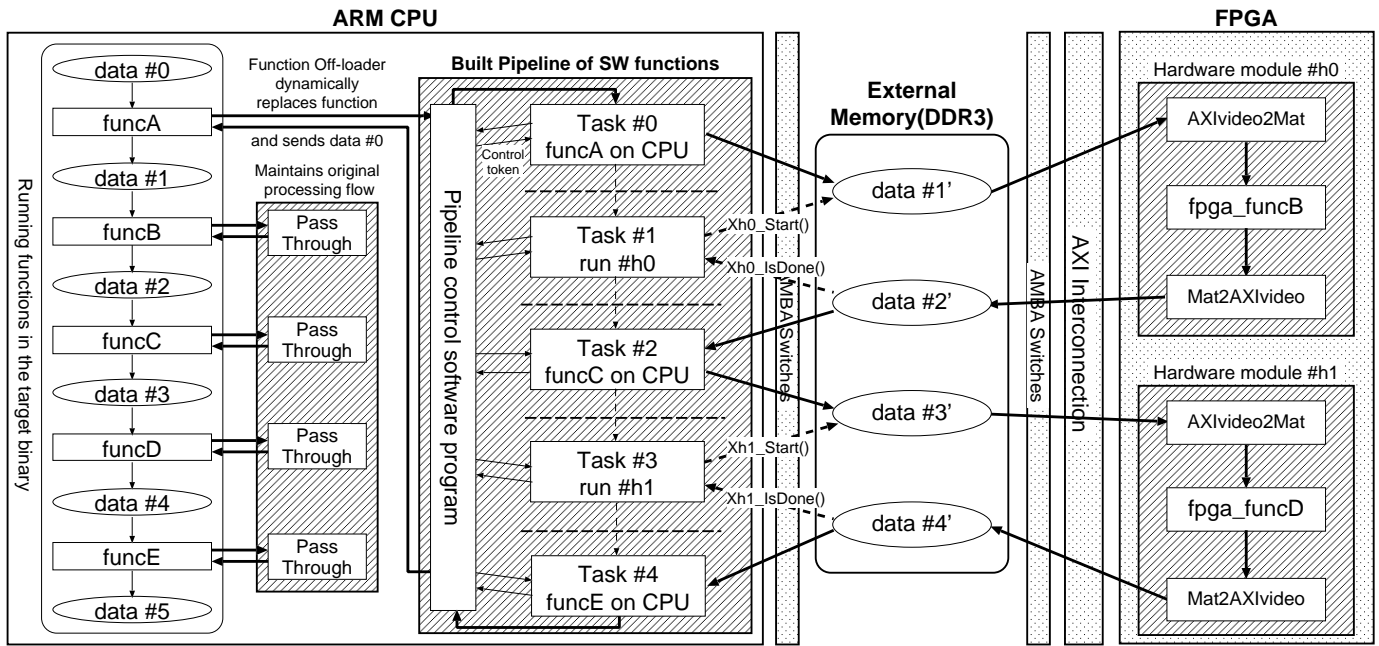 ARM CPU
FPGA
Running functions in the target binary
data #0
funcA
data #1
funcB
data #2
funcC
data #3
funcD
data #4
funcE
data #5
Function Off-loader
dynamically
replaces function
and sends data #0
Maintains original
processing flow
Pass
Through
Pass
Through
Pass
Through
Pass
Through
Built Pipeline of SW functions
Pipeline control software program
Control
token
Task #0
funcA on CPU
Task #1
run #h0
Task #2
funcC on CPU
Task #3
run #h1
Task #4
funcE on CPU
Xh0_Start()
Xh0_IsDone()
Xh1_Start()
Xh1_IsDone()
AMBA Switches
External
Memory(DDR3)
data #1’
data #2’
data #3’
data #4’
AMBA Switches
AXI Interconnection
Hardware module #h0
AXIvideo2Mat
fpga_funcB
Mat2AXIvideo
Hardware module #h1
AXIvideo2Mat
fpga_funcD
Mat2AXIvideo